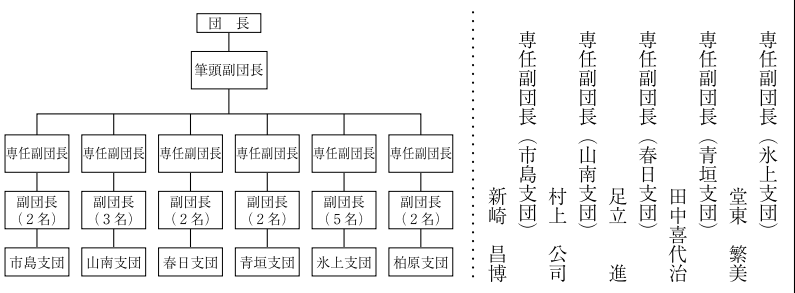 団　長
筆頭副団長
専任副団長
専任副団長
専任副団長
専任副団長
専任副団長
専任副団長
副団長
（２名）
副団長
（３名）
副団長
（２名）
副団長
（２名）
副団長
（５名）
副団長
（２名）
市島支団
山南支団
春日支団
青垣支団
氷上支団
柏原支団
専任副団長（氷上支団）
堂東　繁美
専任副団長（青垣支団）
田中喜代治
専任副団長（春日支団）
足立　　進
専任副団長（山南支団）
村上　公司
専任副団長（市島支団）
新崎　昌博